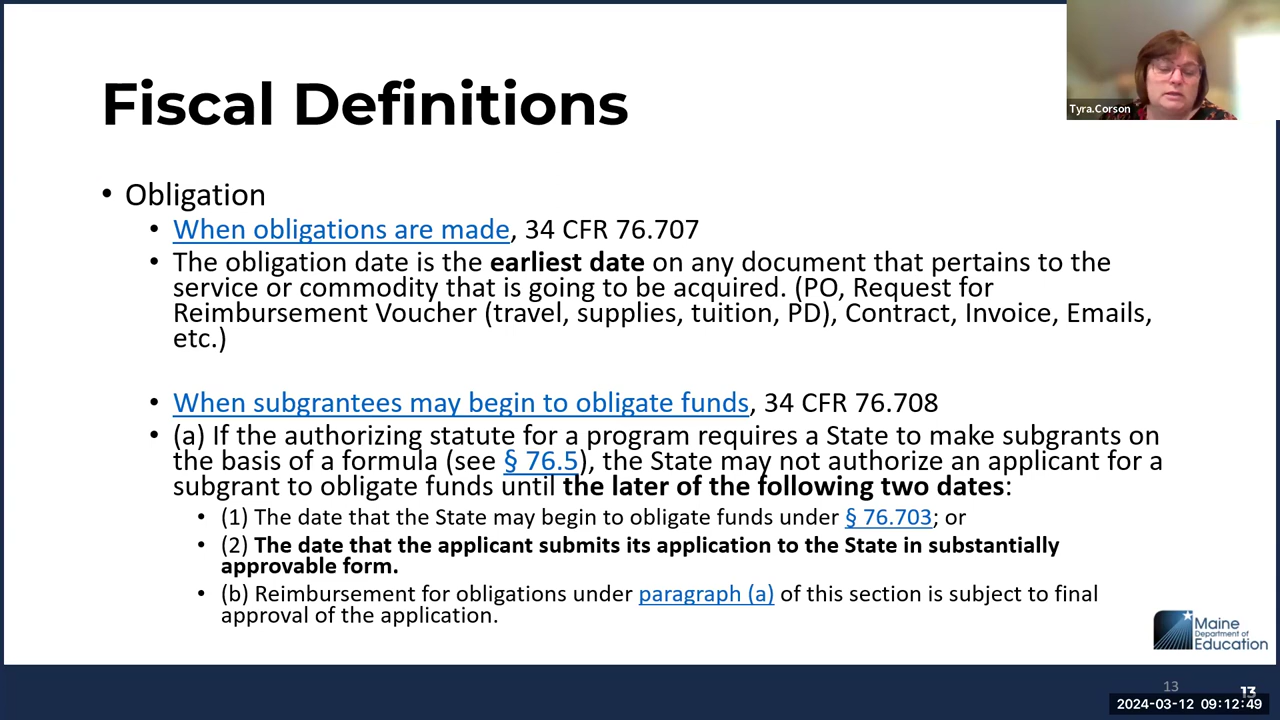 Fiscal Definitions
Tyra.Corson
• Obligation
• When obligations are made, 34 CFR 76.707
• The obligation date is the earliest date on any document that pertains to the
service or commodity that is going to be acquired. (PO, Request for
Reimbursement Voucher (travel, supplies, tuition, PD), Contract, Invoice, Emails,
etc.)
• When subgrantees may begin to obligate funds, 34 CFR 76.708
• (a) If the authorizing statute for a program requires a State to make subgrants on
the basis of a formula (see § 76.5), the State may not authorize an applicant for a
subgrant to obligate funds until the later of the following two dates:
• (1) The date that the State may begin to obligate funds under § 76.703; or
• (2) The date that the applicant submits its application to the State in substantially
approvable form.
• (b) Reimbursement for obligations under paragraph (a) of this section is subject to final
approval of the application.
Maine
Department of
Education
13
13
2024-03-12 09:12:49